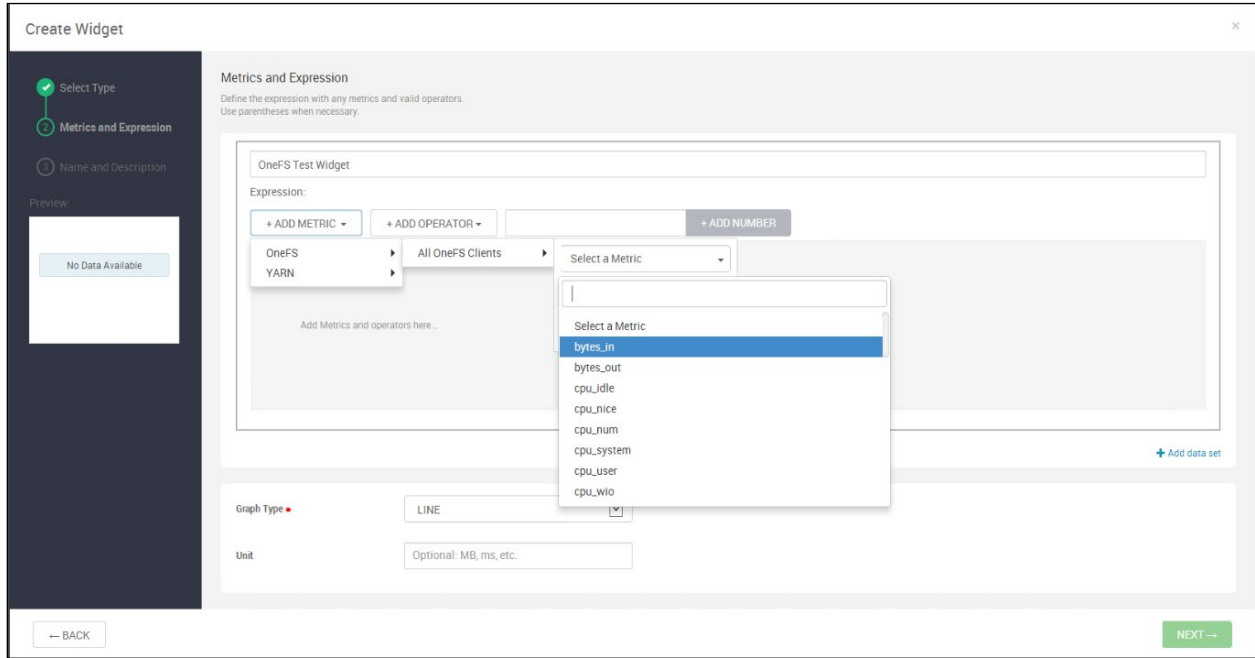 Create Widget
×
Select Type
2 Metrics and Expression
3 Name and Description
Preview:
No Data Available
Metrics and Expression
Define the expression with any metrics and valid operators.
Use parentheses when necessary.
OneFS Test Widget
Expression:
+ ADD METRIC
+ ADD OPERATOR
+ ADD NUMBER
OneFS
YARN
All OneFS Clients
Select a Metric
Add Metrics and operators here...
Select a Metric
bytes_in
bytes_out
cpu_idle
cpu_nice
cpu_num
cpu_system
cpu_user
cpu_wio
+ Add data set
Graph Type
LINE
Unit
Optional: MB, ms, etc.
← BACK
NEXT →